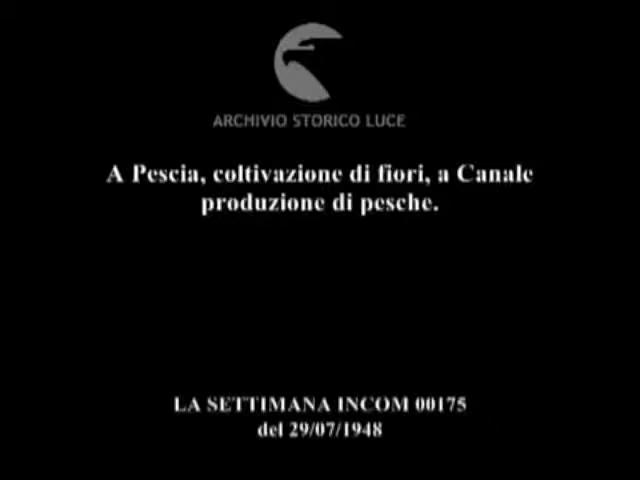 ARCHIVIO STORICO LUCE
A Pescia, coltivazione di fiori, a Canale
produzione di pesche.
LA SETTIMANA INCOM 00175
del 29/07/1948